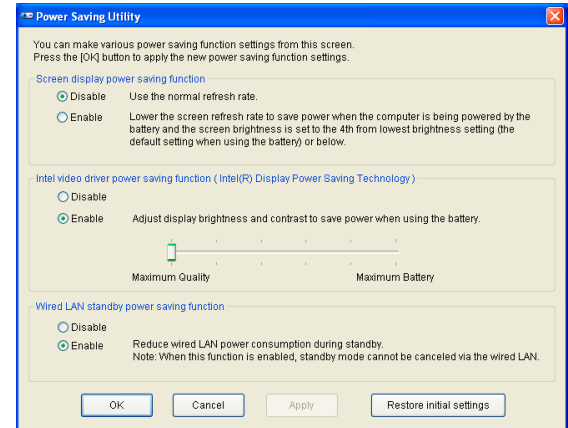 Power Saving Utility
You can make various power saving function settings from this screen.
Press the [OK] button to apply the new power saving function settings.
Screen display power saving function
Disable Use the normal refresh rate.
Enable Lower the screen refresh rate to save power when the computer is being powered by the
battery and the screen brightness is set to the 4th from lowest brightness setting (the
default setting when using the battery) or below.
Intel video driver power saving function ( Intel(R) Display Power Saving Technology )
Disable
Enable Adjust display brightness and contrast to save power when using the battery.
Maximum Quality Maximum Battery
Wired LAN standby power saving function
Disable
Enable Reduce wired LAN power consumption during standby.
Note: When this function is enabled, standby mode cannot be canceled via the wired LAN.
OK Cancel Apply Restore initial settings